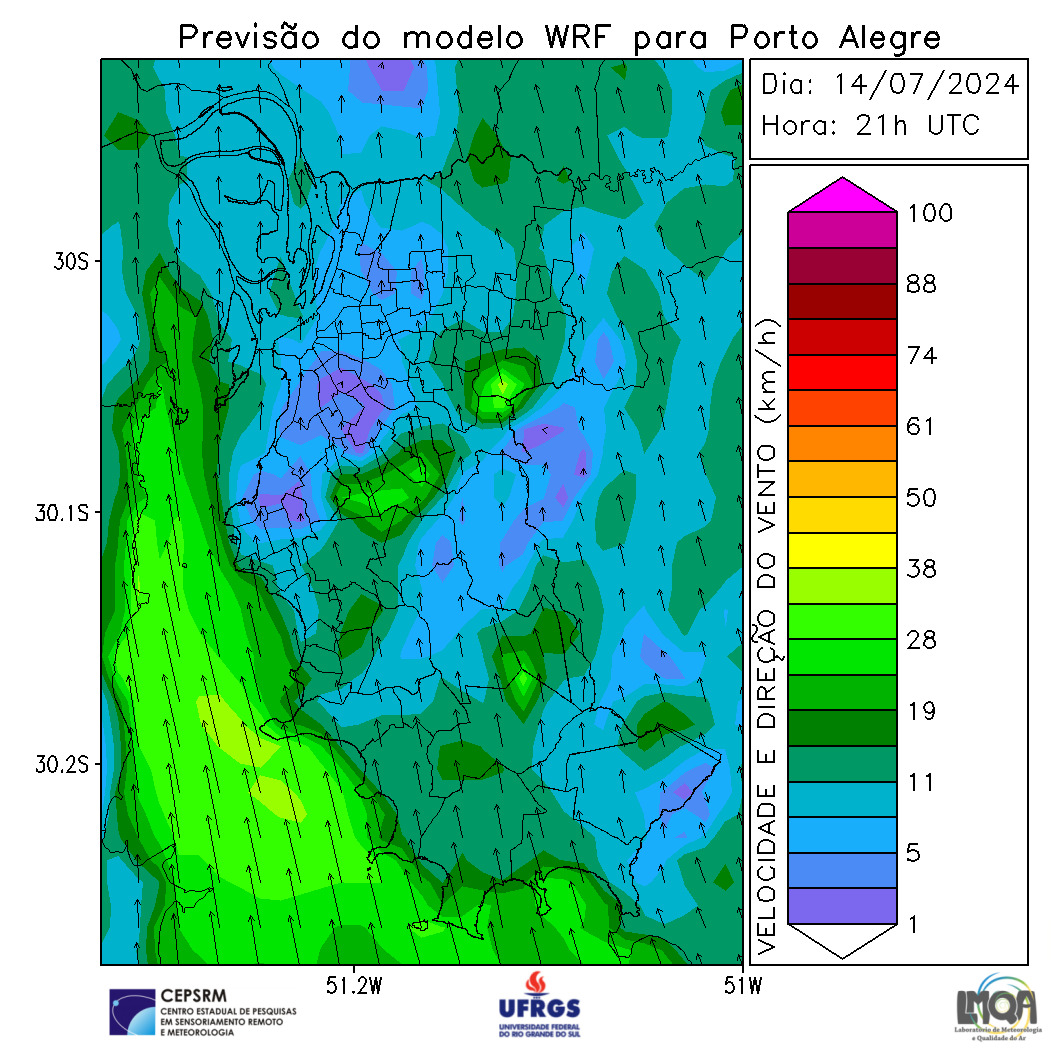 Previsão do modelo WRF para Porto Alegre
Dia: 14/07/2024
Hora: 21h UTC
30S
30.1S
30.2S
51.2W
51W
VELOCIDADE E DIREÇÃO DO VENTO (km/h)
100
88
74
61
50
38
28
19
11
5
1
CEPSRM
CENTRO ESTADUAL DE PESQUISAS
EM SENSORIAMENTO REMOTO
E METEOROLOGIA
UFRGS
UNIVERSIDADE FEDERAL
DO RIO GRANDE DO SUL
LMQA
Laboratório de Meteorologia
e Qualidade do Ar